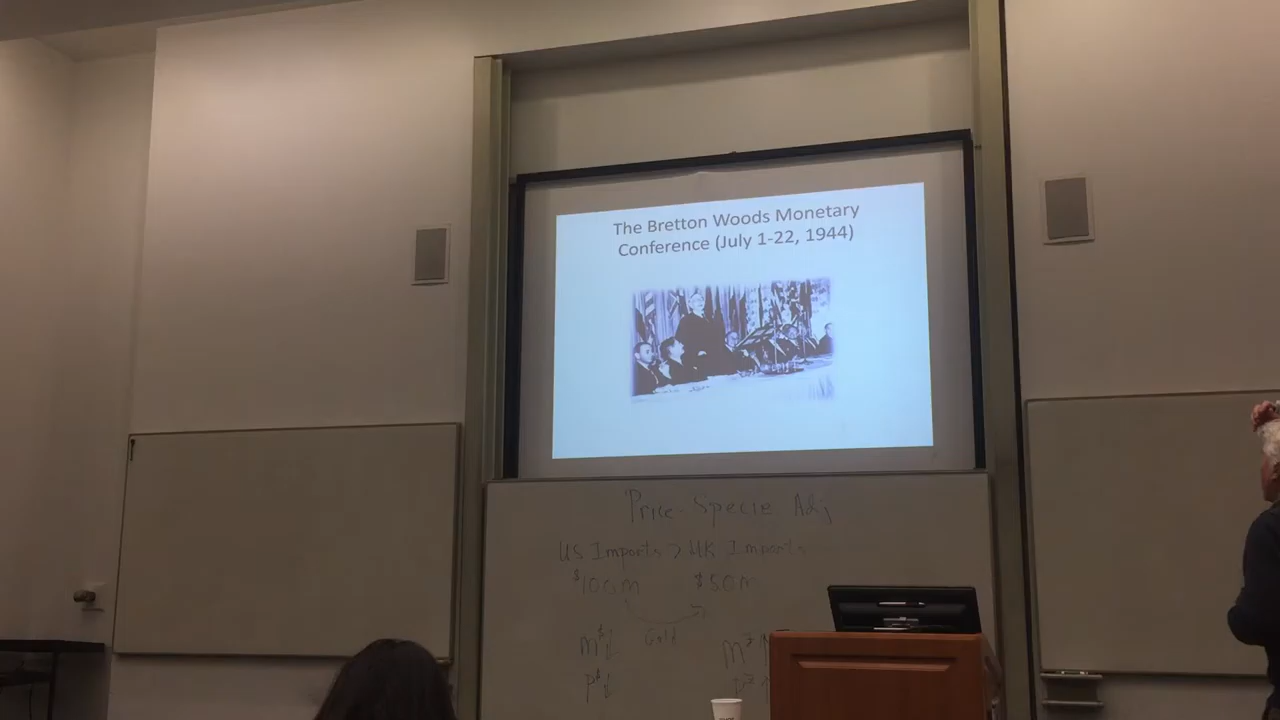 The Bretton Woods Monetary
Conference (July 1-22, 1944)
Price-Specie Adj
US Imports > UK Imports
$100m $50m
Gold
M$↓
P$↓